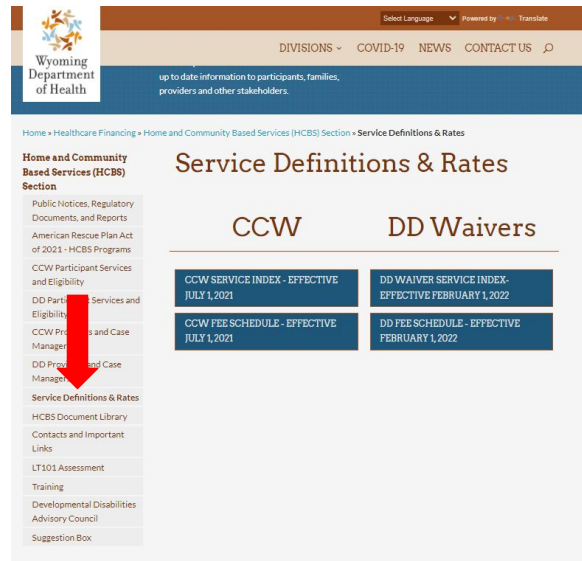 Select Language
Powered by
Translate
Wyoming
Department
of Health
DIVISIONS
COVID-19
NEWS
CONTACT US
up to date information to participants, families,
providers and other stakeholders.
Home » Healthcare Financing » Home and Community Based Services (HCBS) Section » Service Definitions & Rates
Home and Community
Based Services (HCBS)
Section
Public Notices, Regulatory
Documents, and Reports
American Rescue Plan Act
of 2021 - HCBS Programs
CCW Participant Services
and Eligibility
DD Parti t Services and
Eligibility
CCW Pr s and Case
Manager
DD Provi and Case
Manager
Service Definitions & Rates
HCBS Document Library
Contacts and Important
Links
LT101 Assessment
Training
Developmental Disabilities
Advisory Council
Suggestion Box
Service Definitions & Rates
CCW
DD Waivers
CCW SERVICE INDEX - EFFECTIVE
JULY 1, 2021
CCW FEE SCHEDULE - EFFECTIVE
JULY 1, 2021
DD WAIVER SERVICE INDEX-
EFFECTIVE FEBRUARY 1, 2022
DD FEE SCHEDULE - EFFECTIVE
FEBRUARY 1, 2022